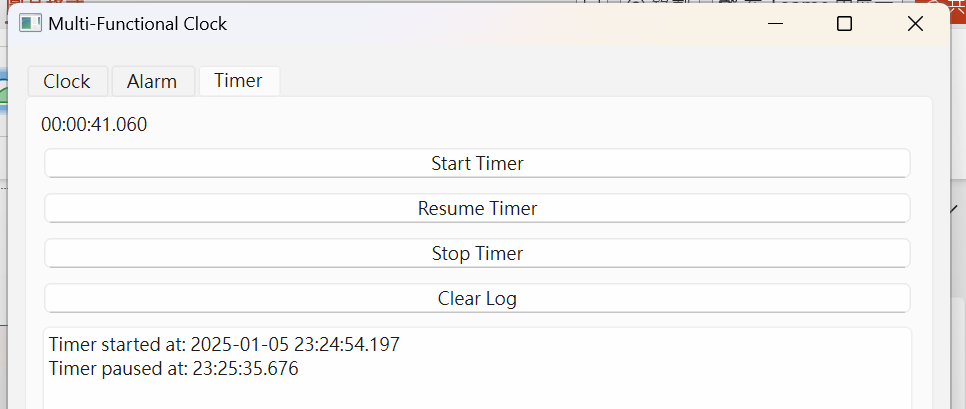 Multi-Functional Clock
Clock Alarm Timer
00:00:41.060
Start Timer
Resume Timer
Stop Timer
Clear Log
Timer started at: 2025-01-05 23:24:54.197
Timer paused at: 23:25:35.676